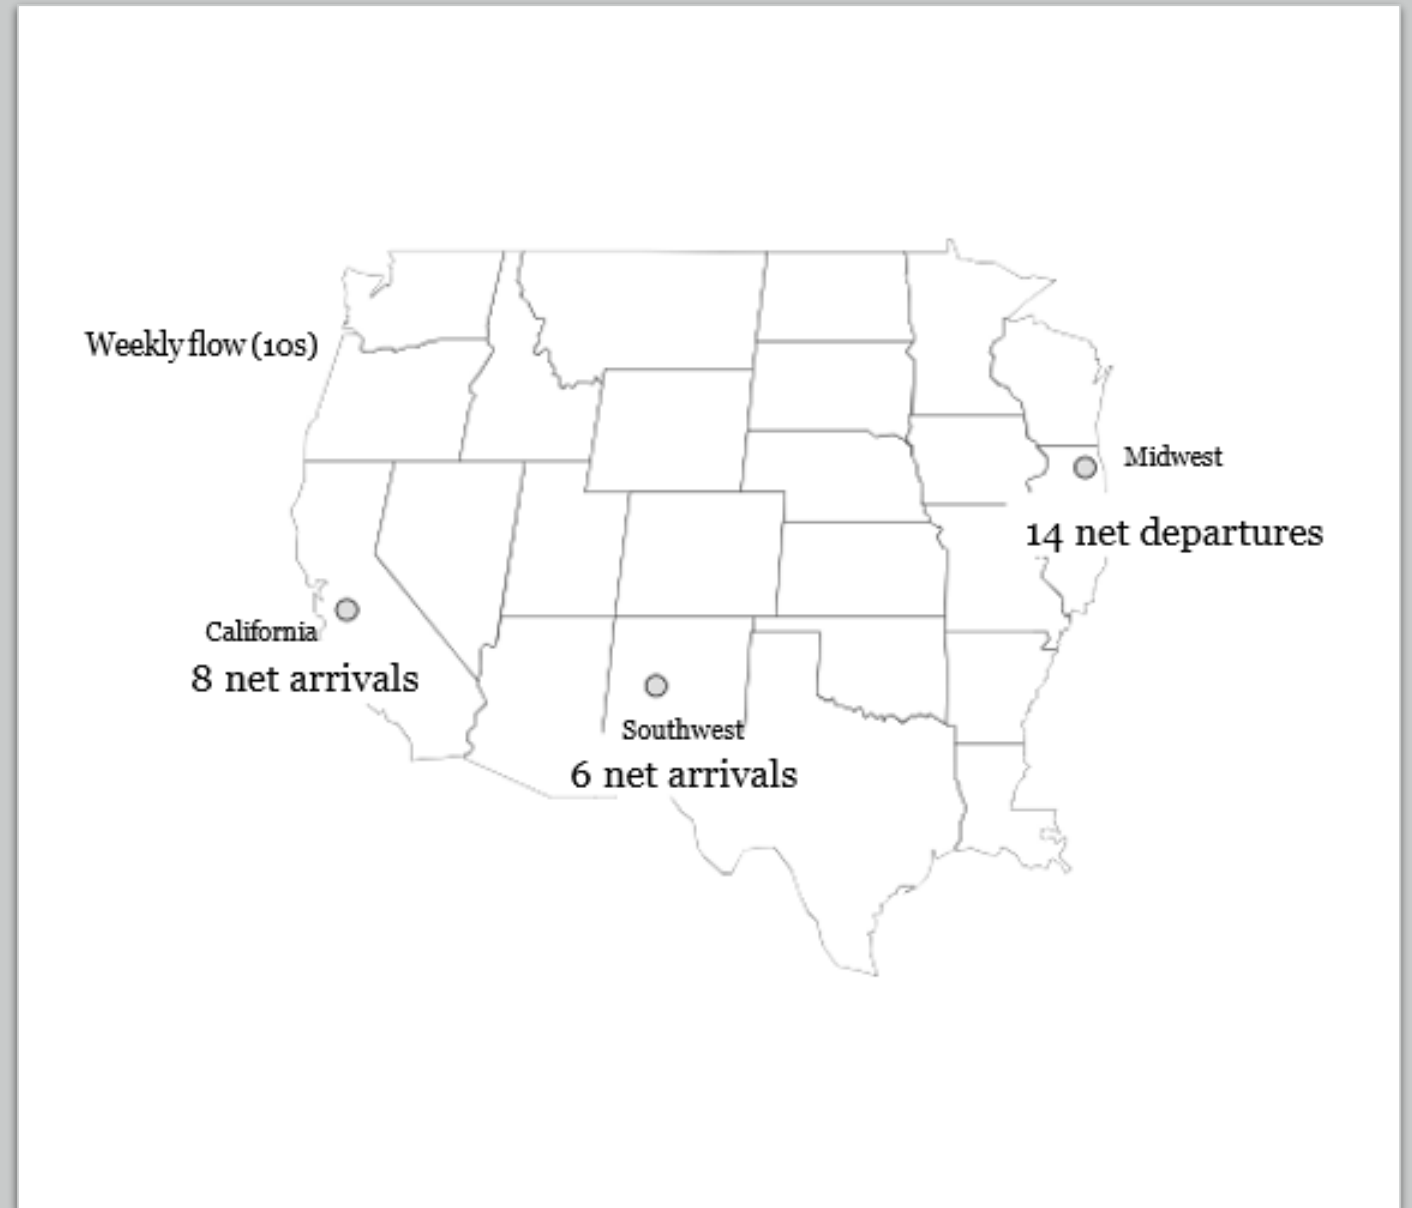 Weekly flow (10s)
Midwest
14 net departures
California
8 net arrivals
Southwest
6 net arrivals